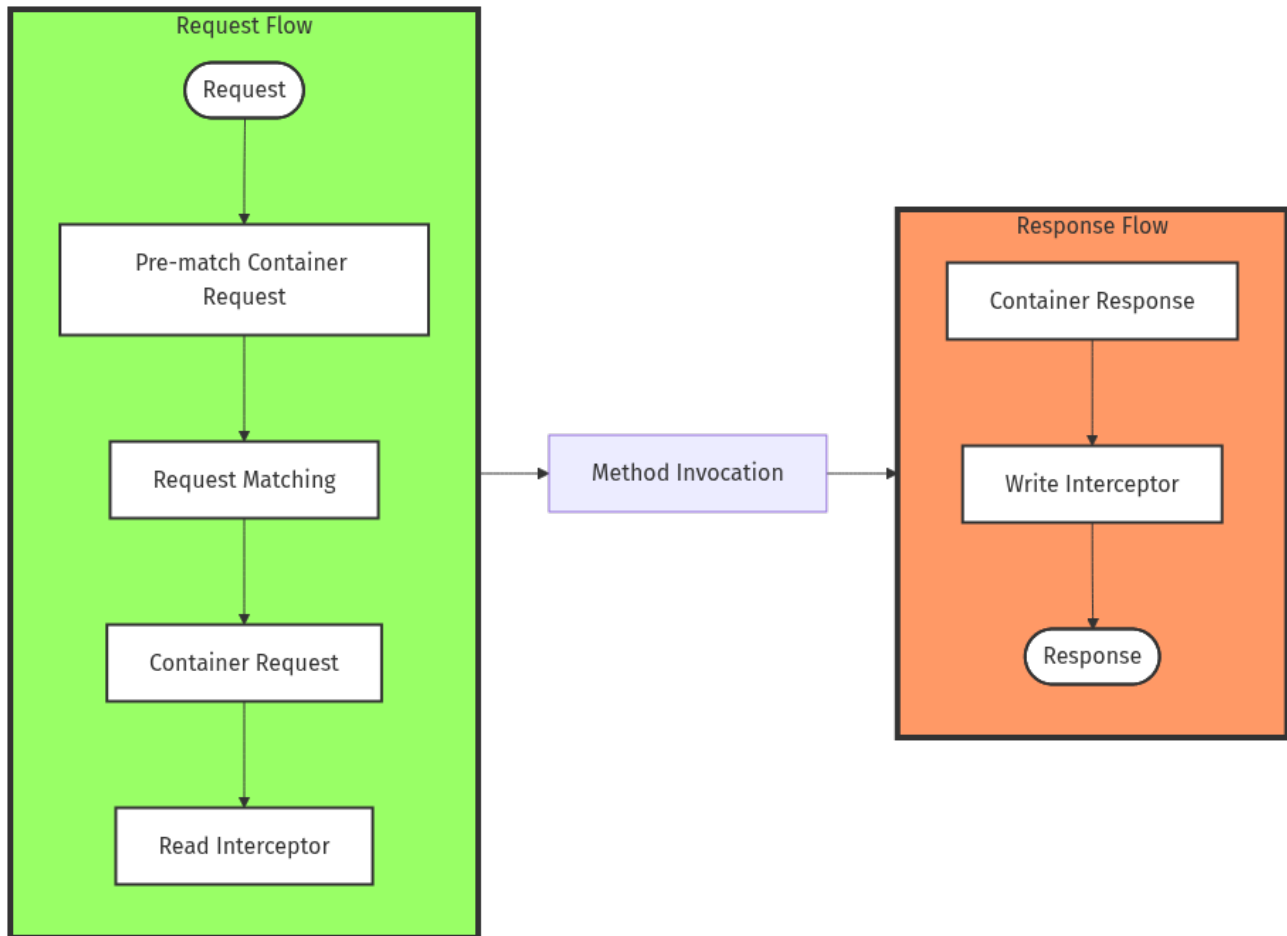 Request Flow
Request
Pre-match Container
Request
Request Matching
Container Request
Read Interceptor
Method Invocation
Response Flow
Container Response
Write Interceptor
Response